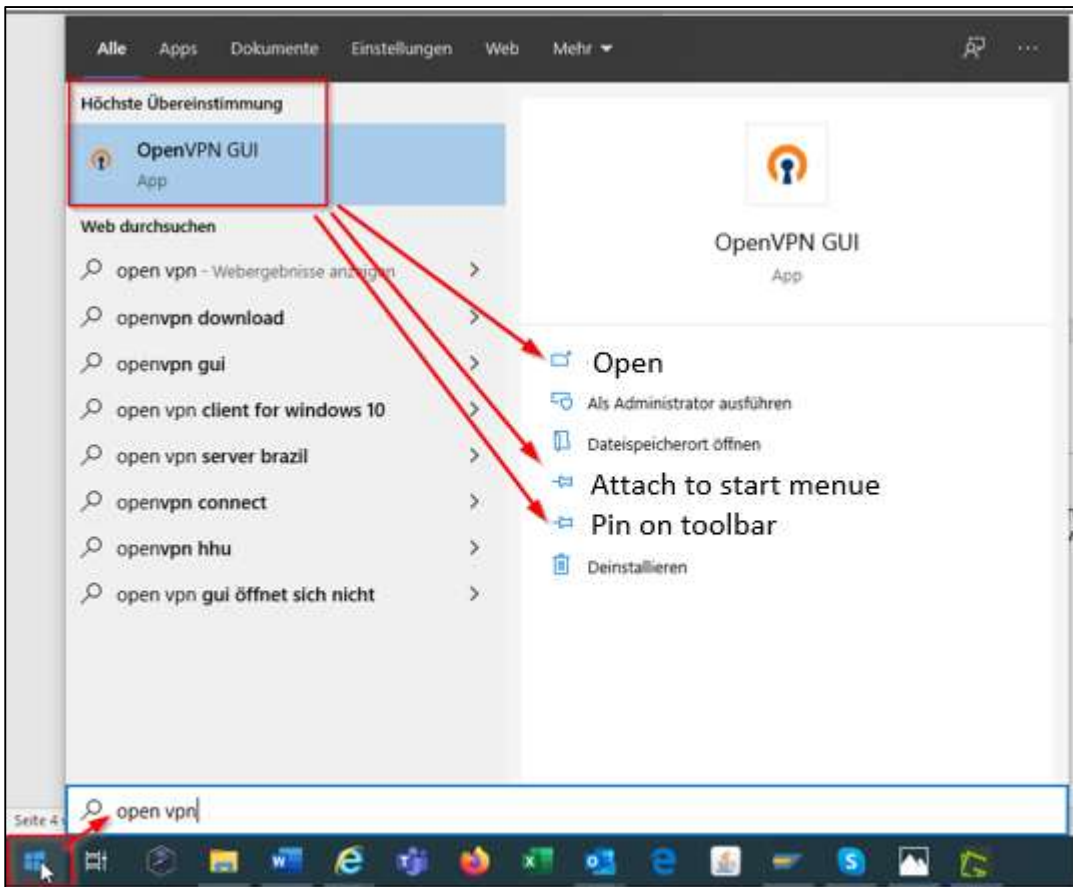 Alle Apps Dokumente Einstellungen Web Mehr
Höchste Übereinstimmung
OpenVPN GUI
App
Web durchsuchen
open vpn - Webergebnisse anzeigen
openvpn download
openvpn gui
open vpn client for windows 10
open vpn server brazil
openvpn connect
openvpn hhu
open vpn gui öffnet sich nicht
OpenVPN GUI
App
Open
Als Administrator ausführen
Dateispeicherort öffnen
Attach to start menue
Pin on toolbar
Deinstallieren
open vpn
Seite 4